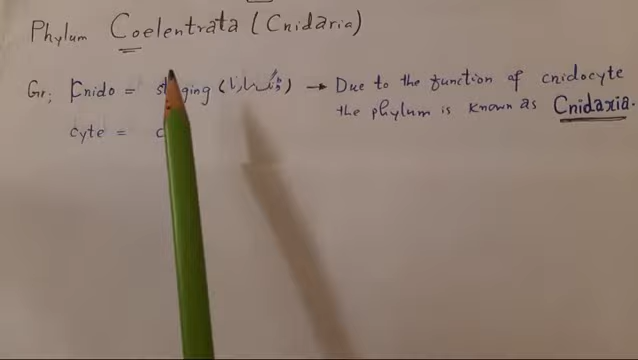 Phylum Coelentrata (Cnidaria)
Gr; Cnido = → Due to the function of cnidocyte
the phylum is known as Cnidaria.
cyte =